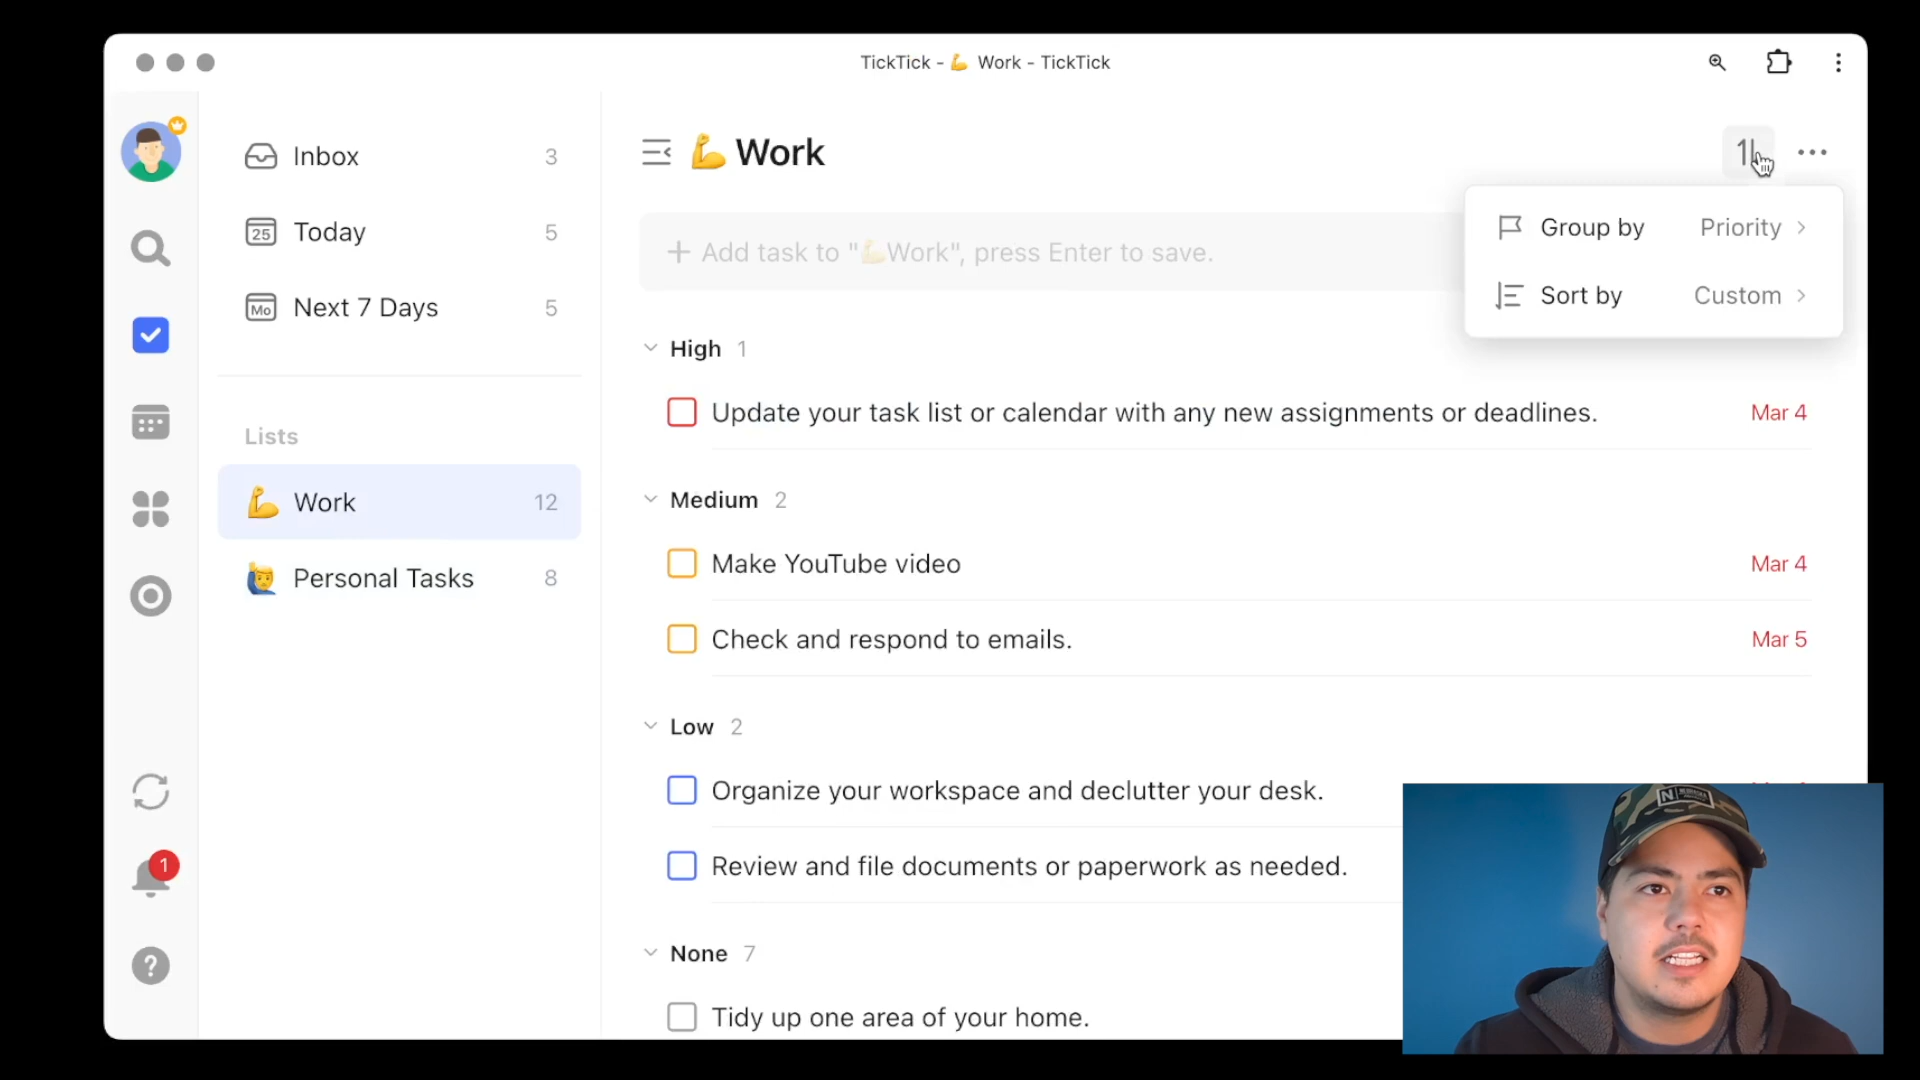 TickTick - 💪 Work - TickTick
Inbox 3
25 Today 5
Mo Next 7 Days 5
Lists
💪 Work 12
🙋‍♂️ Personal Tasks 8
💪 Work
Group by Priority
Sort by Custom
+ Add task to "💪Work", press Enter to save.
High 1
Update your task list or calendar with any new assignments or deadlines. Mar 4
Medium 2
Make YouTube video Mar 4
Check and respond to emails. Mar 5
Low 2
Organize your workspace and declutter your desk.
Review and file documents or paperwork as needed.
None 7
Tidy up one area of your home.
1
?
N